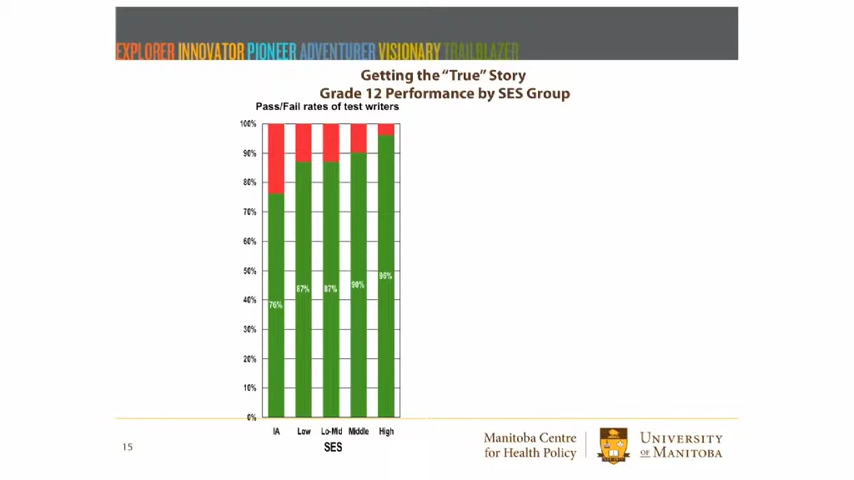 EXPLORER INNOVATOR PIONEER ADVENTURER VISIONARY TRAILBLAZER
Getting the “True” Story
Grade 12 Performance by SES Group
Pass/Fail rates of test writers
100%
90%
80%
70%
60%
50%
40%
30%
20%
10%
0%
76%
87%
87%
90%
96%
IA Low Lo-Mid Middle High
SES
15
Manitoba Centre
for Health Policy
UNIVERSITY
OF MANITOBA